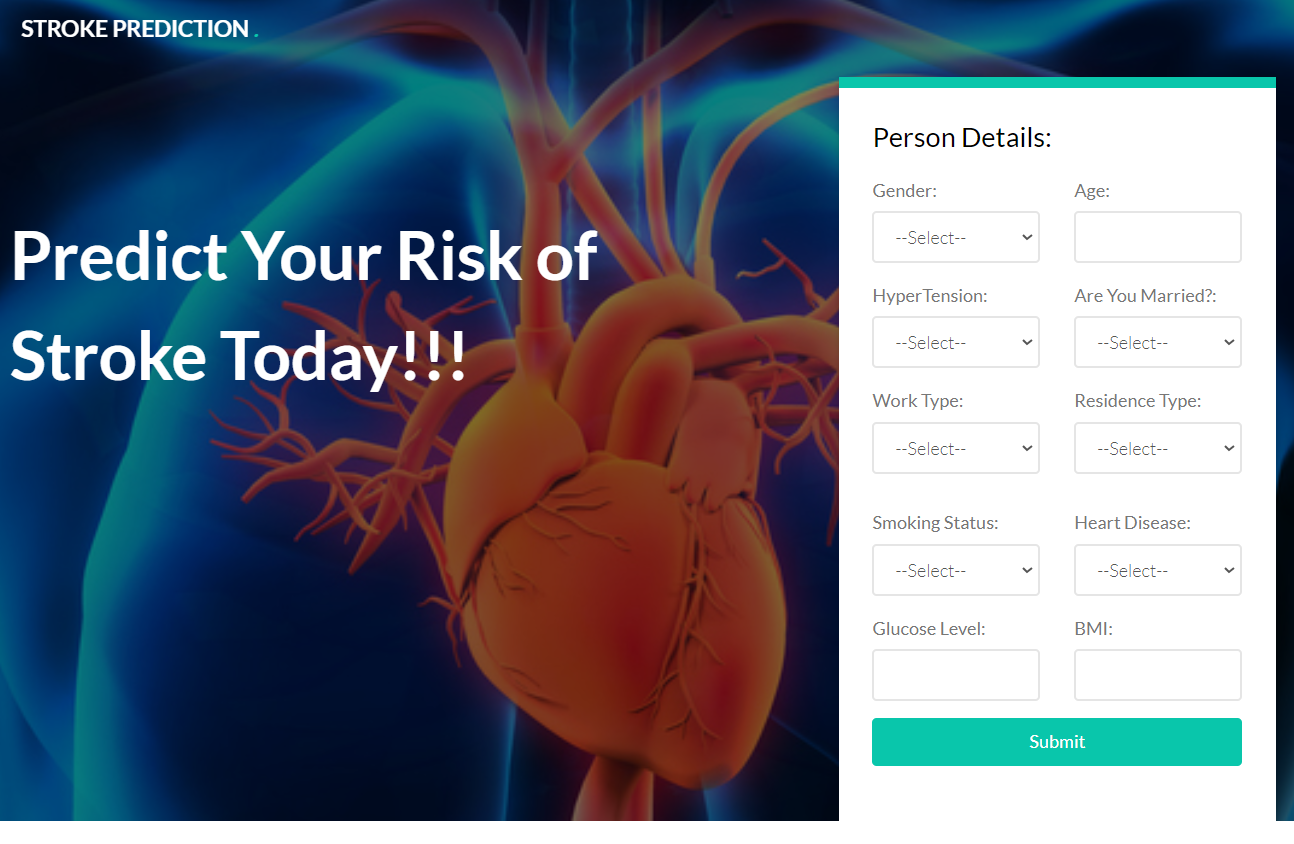 STROKE PREDICTION .
Predict Your Risk of
Stroke Today!!!
Person Details:
Gender:
--Select--
Age:
HyperTension:
--Select--
Are You Married?:
--Select--
Work Type:
--Select--
Residence Type:
--Select--
Smoking Status:
--Select--
Heart Disease:
--Select--
Glucose Level:
BMI:
Submit